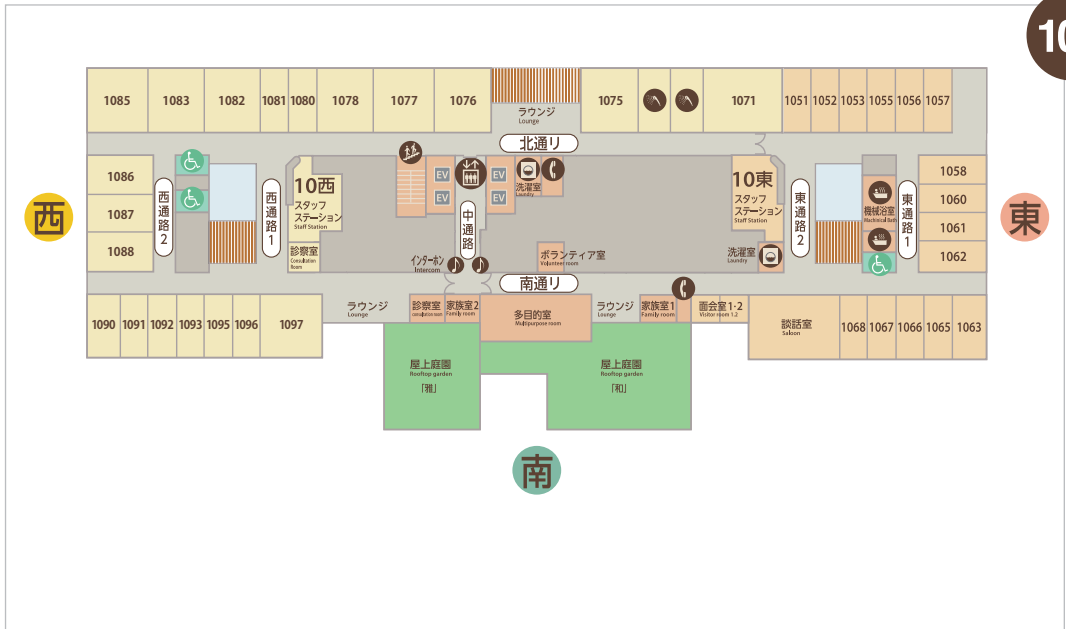 10
1085
1083
1082
1081
1080
1078
1077
1076
ラウンジ
Lounge
1075
1071
1051
1052
1053
1055
1056
1057
北通り
1086
1087
1088
西通路2
西通路1
10西
スタッフ
ステーション
Staff Station
診察室
Consultation
Room
EV
EV
EV
EV
洗濯室
Laundry
中通路
インターホン
Intercom
ボランティア室
Volunteer room
10東
スタッフ
ステーション
Staff Station
洗濯室
Laundry
東通路2
機械浴室
Machinical Bath
東通路1
1058
1060
1061
1062
西
東
南通り
1090
1091
1092
1093
1095
1096
1097
ラウンジ
Lounge
診察室
consultation room
家族室2
Family room
多目的室
Multipurpose room
ラウンジ
Lounge
家族室1
Family room
面会室1･2
Visitor room 1.2
談話室
Saloon
1068
1067
1066
1065
1063
屋上庭園
Rooftop garden
「雅」
屋上庭園
Rooftop garden
「和」
南